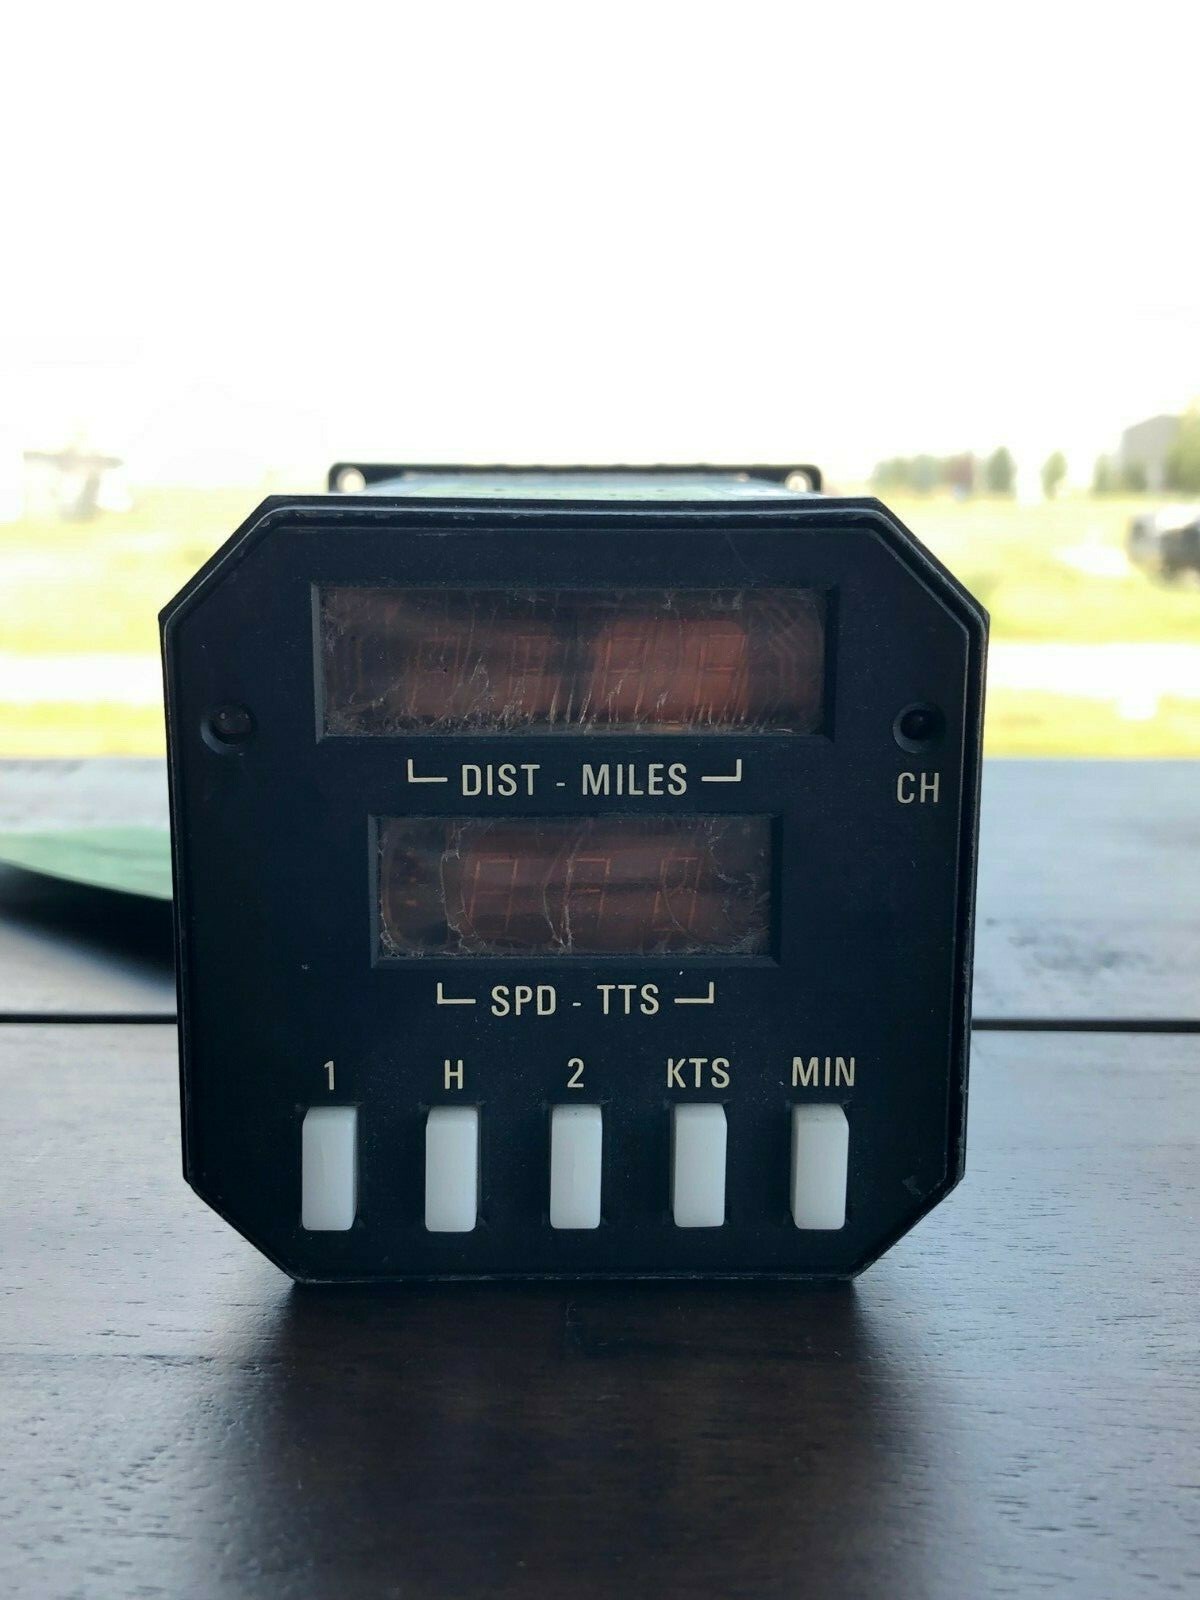 DIST - MILES
CH
SPD - TTS
1 H 2 KTS MIN